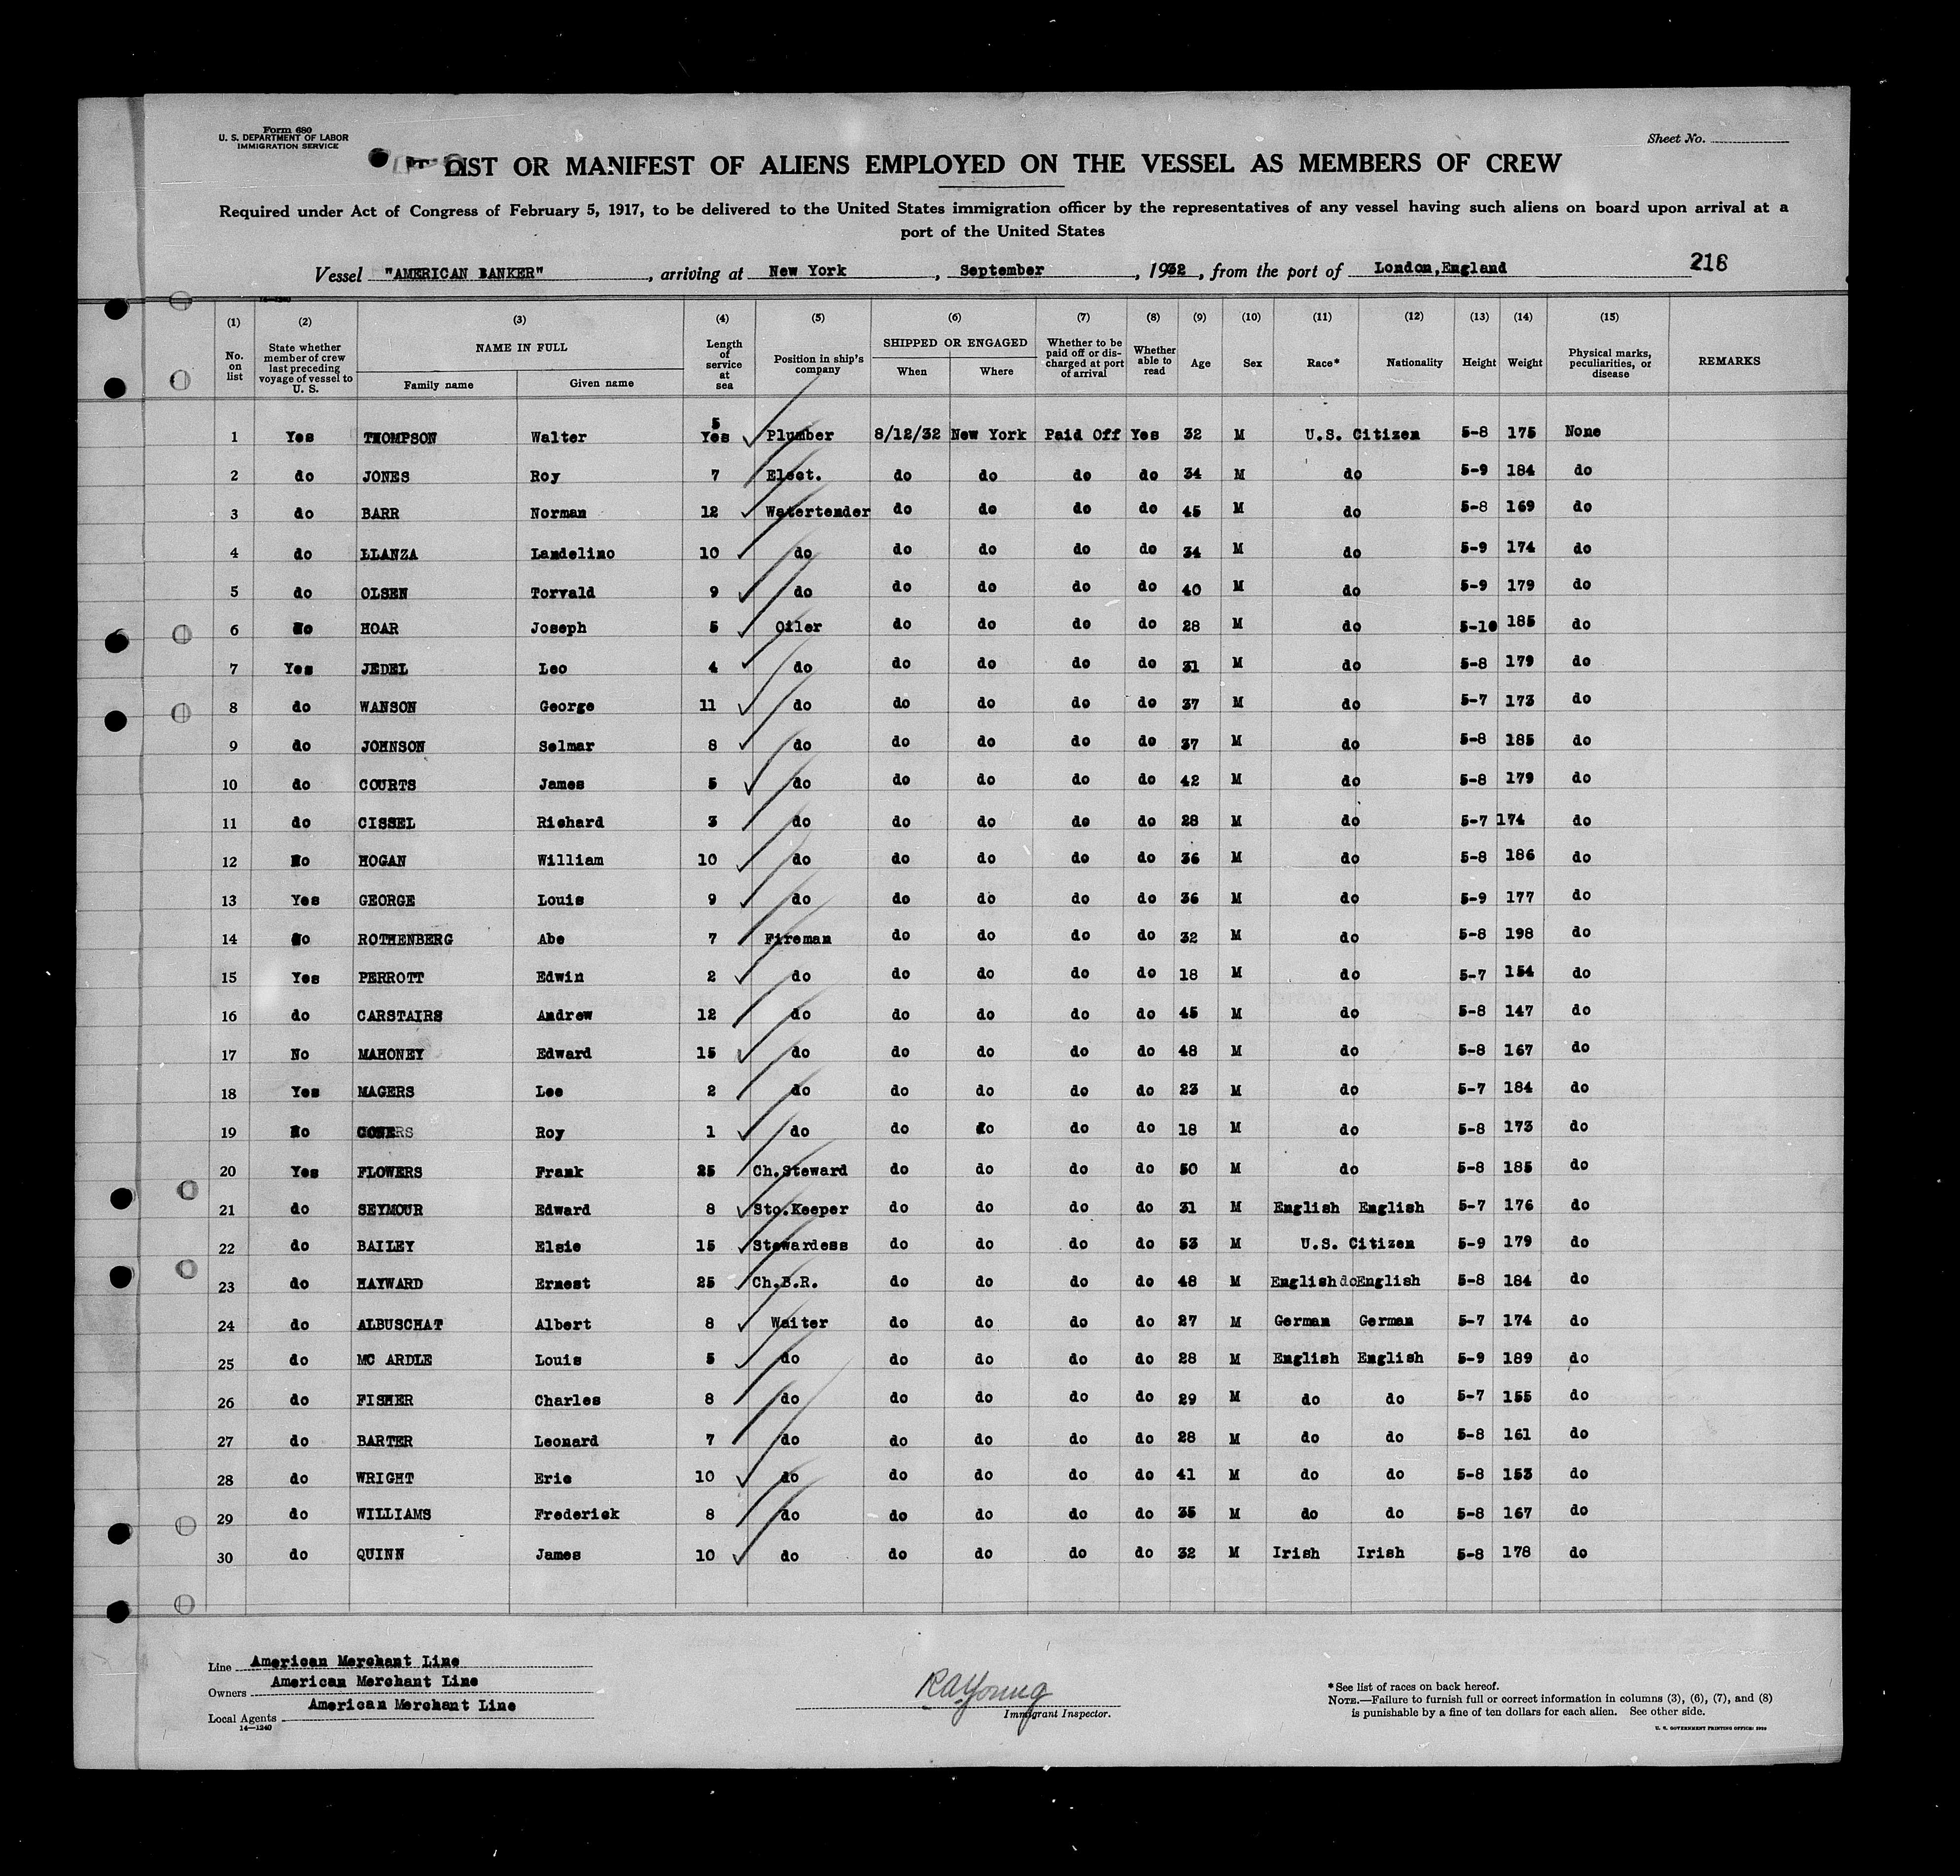 Form 680
U. S. DEPARTMENT OF LABOR
IMMIGRATION SERVICE
Sheet No.
LIST OR MANIFEST OF ALIENS EMPLOYED ON THE VESSEL AS MEMBERS OF CREW
Required under Act of Congress of February 5, 1917, to be delivered to the United States immigration officer by the representatives of any vessel having such aliens on board upon arrival at a
port of the United States
Vessel "AMERICAN BANKER", arriving at New York, September, 1932, from the port of London,England 216
(1) (2) (3) (4) (5) (6) (7) (8) (9) (10) (11) (12) (13) (14) (15)
No. on list State whether member of crew last preceding voyage of vessel to U. S. NAME IN FULL Family name Given name Length of service at sea Position in ship's company SHIPPED OR ENGAGED When Where Whether to be paid off or discharged at port of arrival Whether able to read Age Sex Race* Nationality Height Weight Physical marks, peculiarities, or disease REMARKS
5
1 Yes THOMPSON Walter Yes Plumber 8/12/32 New York Paid Off Yes 32 M U.S. Citizen 5-8 175 None
2 do JONES Roy 7 Elect. do do do do 34 M do 5-9 184 do
3 do BARR Norman 12 Watertender do do do do 45 M do 5-8 169 do
4 do LLANZA Landelino 10 do do do do do 34 M do 5-9 174 do
5 do OLSEN Torvald 9 do do do do do 40 M do 5-9 179 do
6 No HOAR Joseph 5 Oiler do do do do 28 M do 5-10 185 do
7 Yes JEDEL Leo 4 do do do do do 31 M do 5-8 179 do
8 do WANSON George 11 do do do do do 37 M do 5-7 173 do
9 do JOHNSON Selmar 8 do do do do do 37 M do 5-8 185 do
10 do COURTS James 5 do do do do do 42 M do 5-8 179 do
11 do CISSEL Richard 3 do do do do do 28 M do 5-7 174 do
12 No HOGAN William 10 do do do do do 36 M do 5-8 186 do
13 Yes GEORGE Louis 9 do do do do do 36 M do 5-9 177 do
14 No ROTHENBERG Abe 7 Fireman do do do do 32 M do 5-8 198 do
15 Yes PERROTT Edwin 2 do do do do do 18 M do 5-7 154 do
16 do CARSTAIRS Andrew 12 do do do do do 45 M do 5-8 147 do
17 No MAHONEY Edward 15 do do do do do 48 M do 5-8 167 do
18 Yes MAGERS Lee 2 do do do do do 23 M do 5-7 184 do
19 No Roy 1 do do do do do 18 M do 5-8 173 do
20 Yes FLOWERS Frank 25 Ch.Steward do do do do 50 M do 5-8 185 do
21 do SEYMOUR Edward 8 Sto.Keeper do do do do 31 M English English 5-7 176 do
22 do BAILEY Elsie 15 Stewardess do do do do 53 M U.S. Citizen 5-9 179 do
23 do HAYWARD Ernest 25 Ch.B.R. do do do do 48 M English do English 5-8 184 do
24 do ALBUSCHAT Albert 8 Waiter do do do do 27 M German German 5-7 174 do
25 do MC ARDLE Louis 5 do do do do do 28 M English English 5-9 189 do
26 do FISHER Charles 8 do do do do do 29 M do do 5-7 155 do
27 do BARTER Leonard 7 do do do do do 28 M do do 5-8 161 do
28 do WRIGHT Eric 10 do do do do do 41 M do do 5-8 153 do
29 do WILLIAMS Frederick 8 do do do do do 35 M do do 5-8 167 do
30 do QUINN James 10 do do do do do 32 M Irish Irish 5-8 178 do
Line American Merchant Line
Owners American Merchant Line
Local Agents American Merchant Line
14—1240
RA Young
Immigrant Inspector.
*See list of races on back hereof.
NOTE.—Failure to furnish full or correct information in columns (3), (6), (7), and (8)
is punishable by a fine of ten dollars for each alien. See other side.
U. S. GOVERNMENT PRINTING OFFICE: 1930